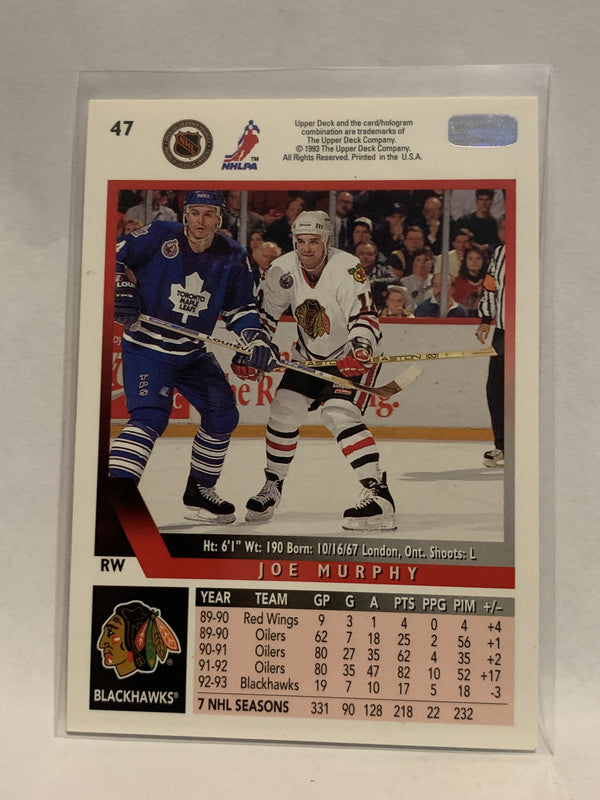 47
NHL
NHLPA
TM
Upper Deck and the card/hologram
combination are trademarks of
The Upper Deck Company.
© 1993 The Upper Deck Company.
All Rights Reserved. Printed in the U.S.A.
TORONTO
MAPLE
LEAFS
TPS
EASTON
Ht: 6'1" Wt: 190 Born: 10/16/67 London, Ont. Shoots: L
RW
JOE MURPHY
YEAR TEAM GP G A PTS PPG PIM +/–
89-90 Red Wings 9 3 1 4 0 4 +4
89-90 Oilers 62 7 18 25 2 56 +1
90-91 Oilers 80 27 35 62 4 35 +2
91-92 Oilers 80 35 47 82 10 52 +17
92-93 Blackhawks 19 7 10 17 5 18 -3
7 NHL SEASONS 331 90 128 218 22 232
BLACKHAWKS®